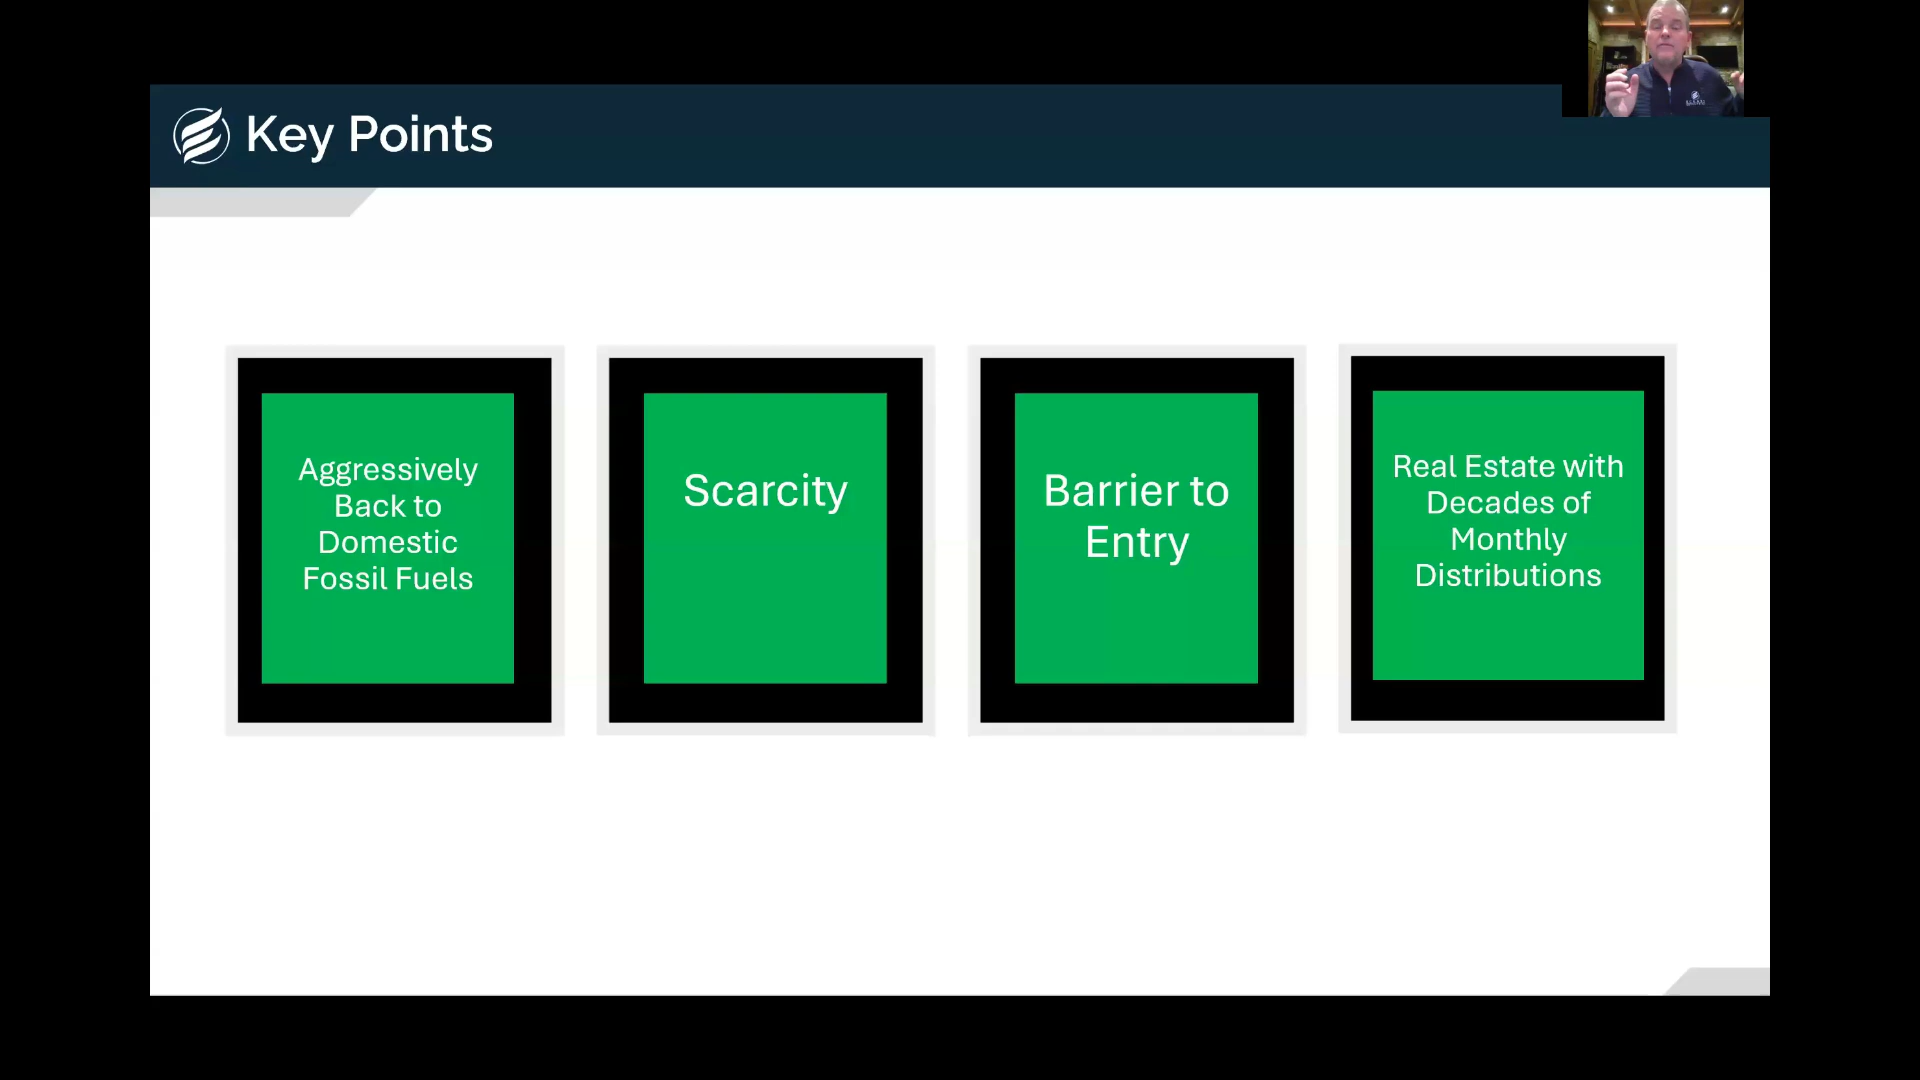 Key Points
Aggressively
Back to
Domestic
Fossil Fuels
Scarcity
Barrier to
Entry
Real Estate with
Decades of
Monthly
Distributions